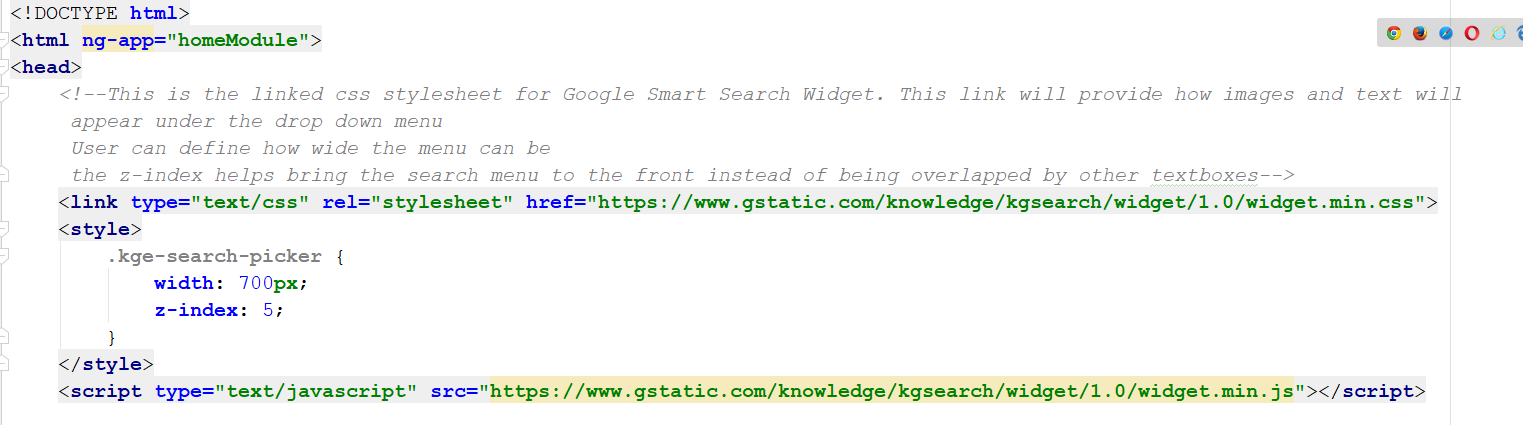 <!DOCTYPE html>
<html ng-app="homeModule">
<head>
<!--This is the linked css stylesheet for Google Smart Search Widget. This link will provide how images and text will
appear under the drop down menu
User can define how wide the menu can be
the z-index helps bring the search menu to the front instead of being overlapped by other textboxes-->
<link type="text/css" rel="stylesheet" href="https://www.gstatic.com/knowledge/kgsearch/widget/1.0/widget.min.css">
<style>
.kge-search-picker {
width: 700px;
z-index: 5;
}
</style>
<script type="text/javascript" src="https://www.gstatic.com/knowledge/kgsearch/widget/1.0/widget.min.js"></script>